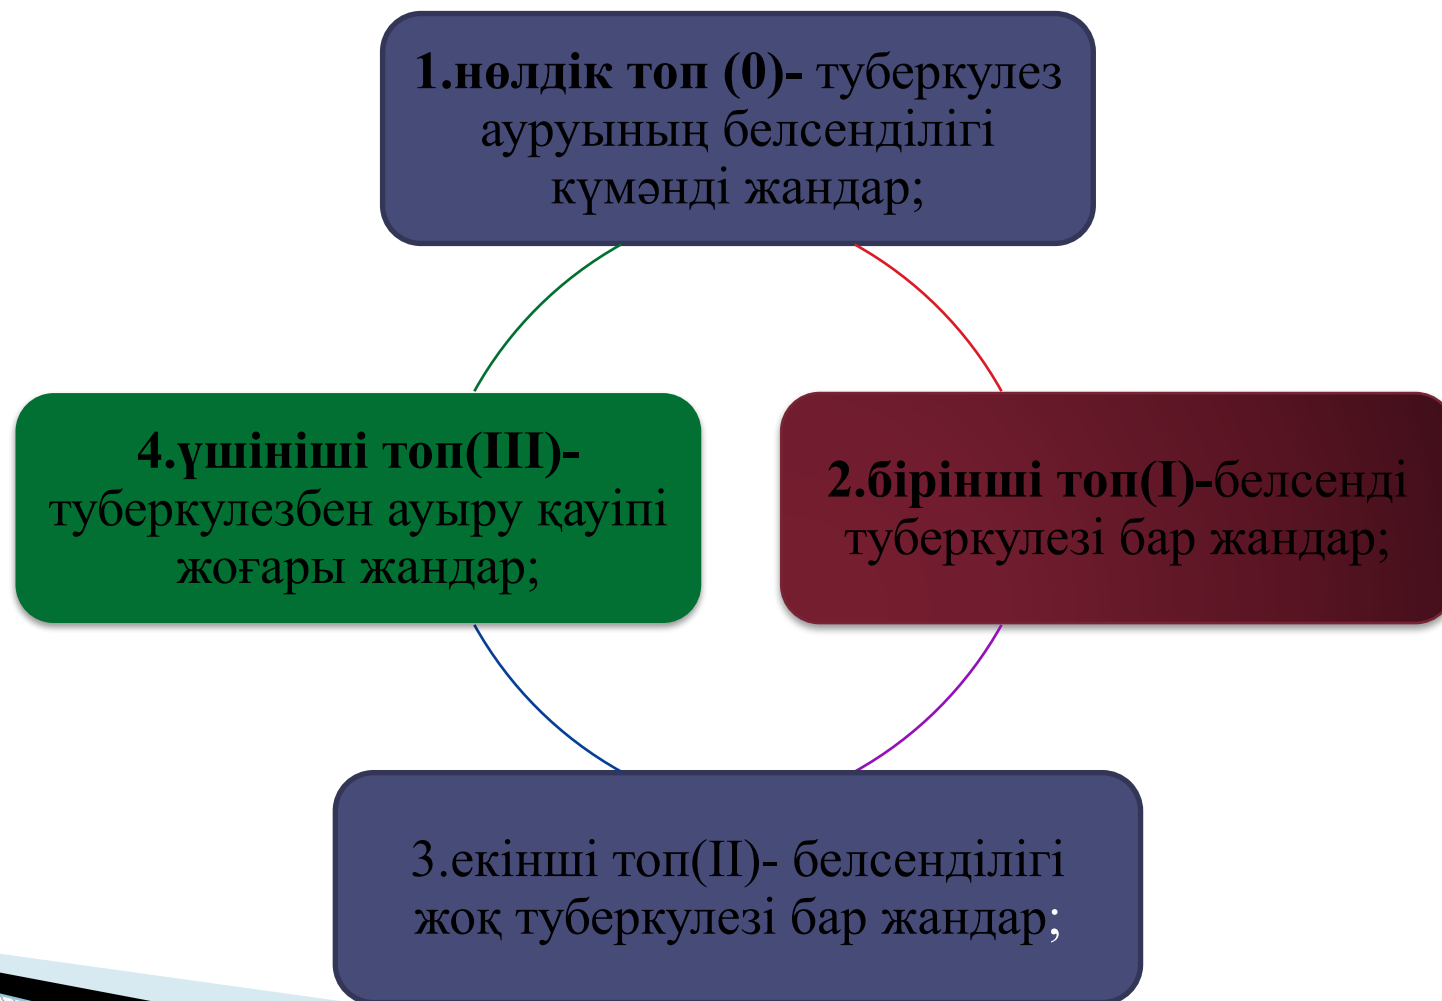 1.нөлдік топ (0)- туберкулез
ауруының белсенділігі
күмәнді жандар;
2.бірінші топ(I)-белсенді
туберкулезі бар жандар;
3.екінші топ(II)- белсенділігі
жоқ туберкулезі бар жандар;
4.үшініші топ(III)-
туберкулезбен ауыру қауіпі
жоғары жандар;